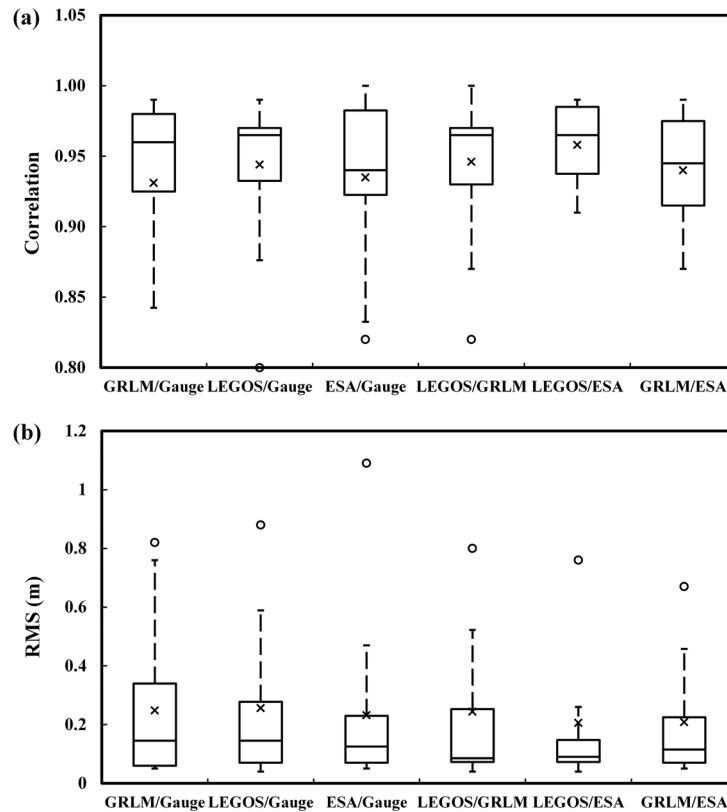 (a)
1.05
1.00
0.95
0.90
0.85
0.80
Correlation
GRLM/Gauge LEGOS/Gauge ESA/Gauge LEGOS/GRLM LEGOS/ESA GRLM/ESA
(b)
1.2
1
0.8
0.6
0.4
0.2
0
RMS (m)
GRLM/Gauge LEGOS/Gauge ESA/Gauge LEGOS/GRLM LEGOS/ESA GRLM/ESA